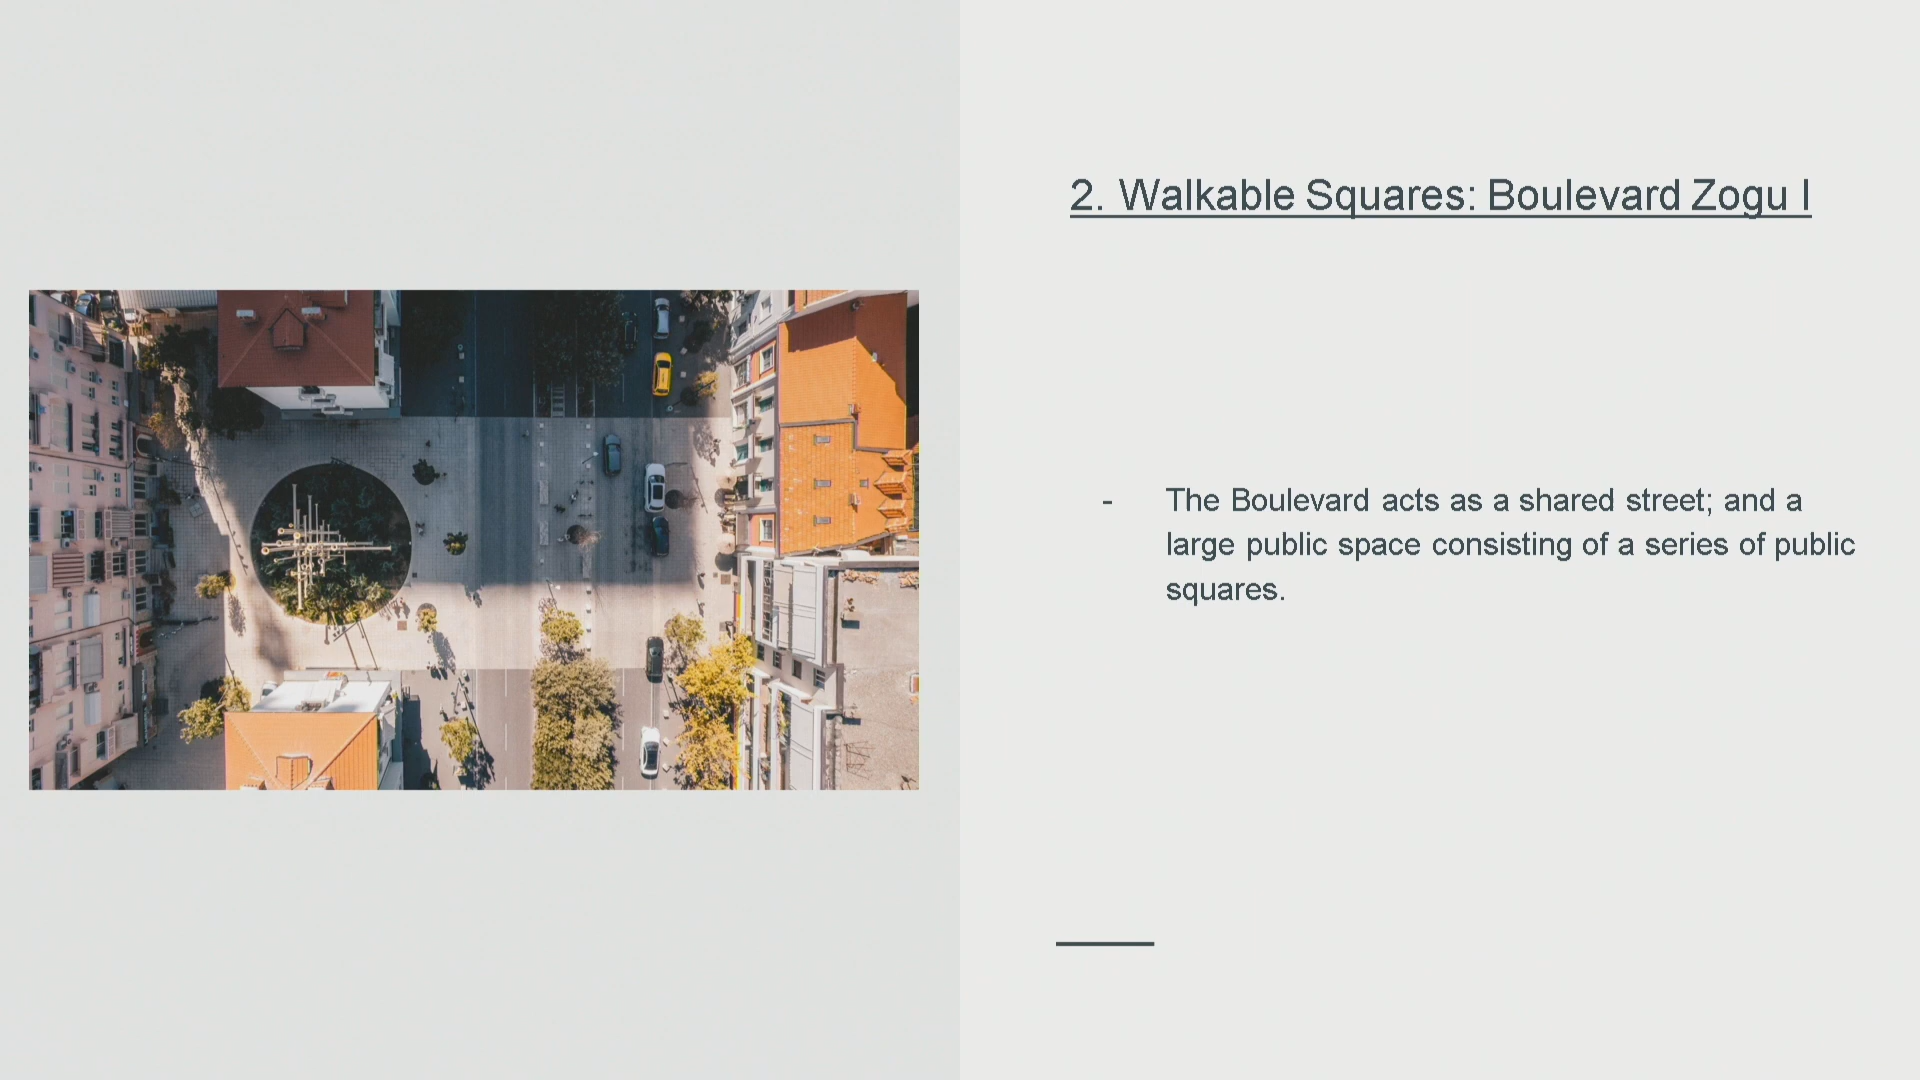 2. Walkable Squares: Boulevard Zogu I
- The Boulevard acts as a shared street; and a
large public space consisting of a series of public
squares.